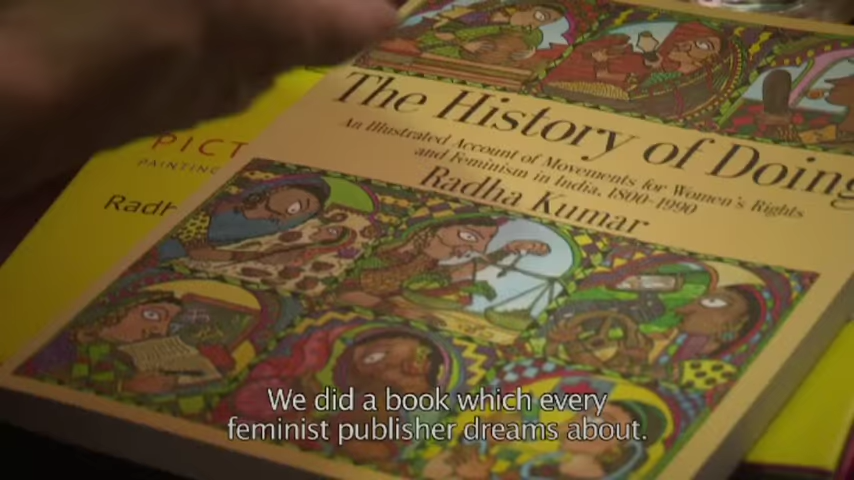 The History of Doing
An Illustrated Account of Movements for Women's Rights
and Feminism in India, 1800-1990
Radha Kumar
PICT
PAINTING
Radh
We did a book which every
feminist publisher dreams about.